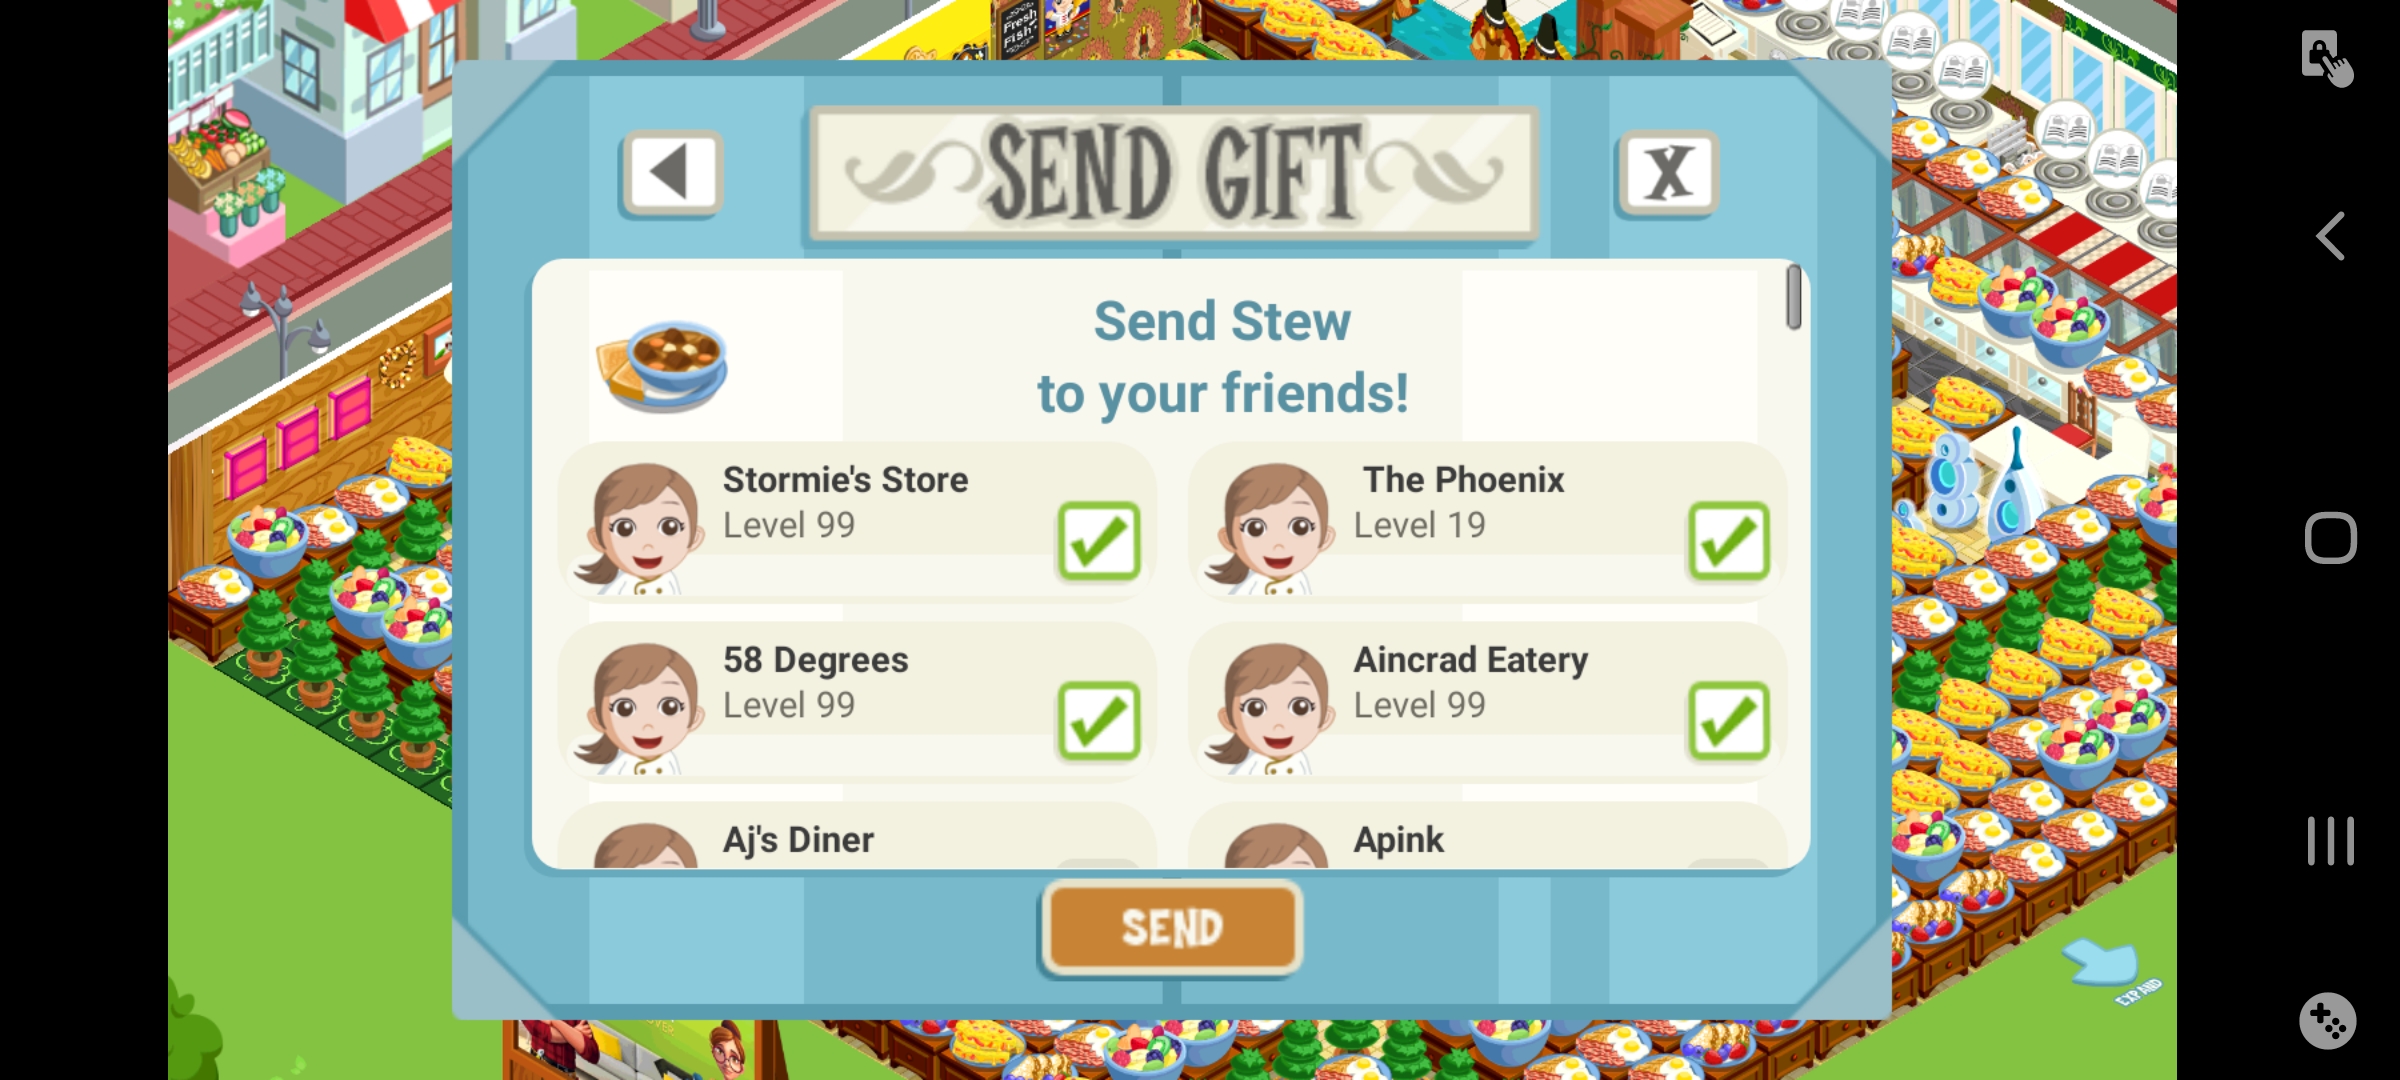 Fresh
Fish
SEND GIFT
X
Send Stew
to your friends!
Stormie's Store
Level 99
The Phoenix
Level 19
58 Degrees
Level 99
Aincrad Eatery
Level 99
Aj's Diner
Apink
SEND
EXPAND